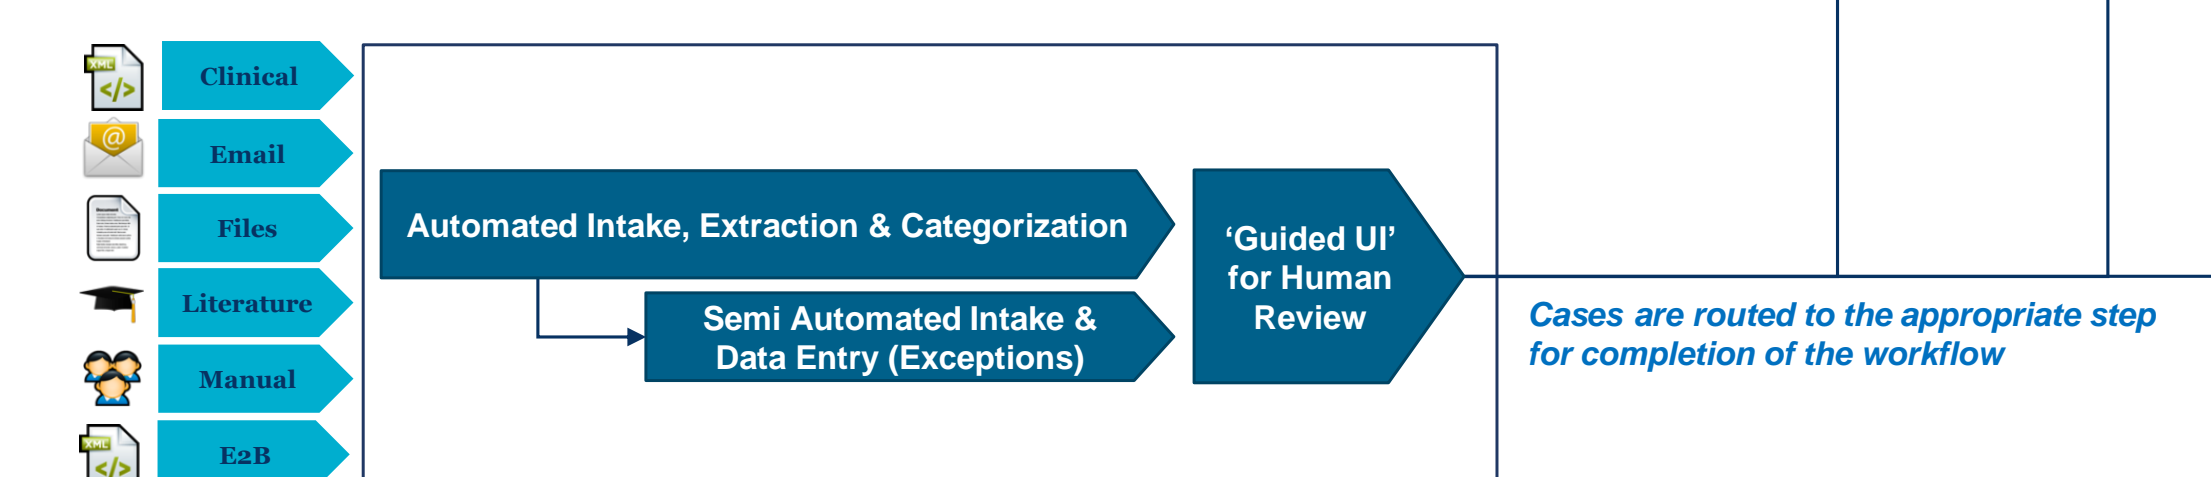 XML
</>
Clinical
@
Email
Document
Files
Literature
Manual
XML
</>
E2B
Automated Intake, Extraction & Categorization
Semi Automated Intake &
Data Entry (Exceptions)
‘Guided UI’
for Human
Review
Cases are routed to the appropriate step
for completion of the workflow